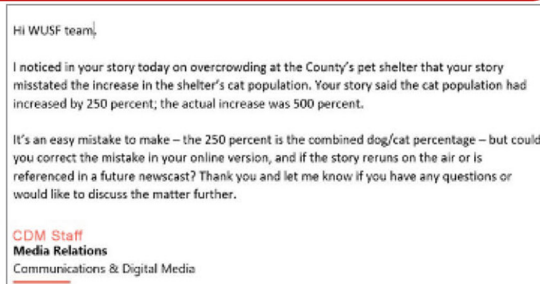 Hi WUSF team,
I noticed in your story today on overcrowding at the County's pet shelter that your story
misstated the increase in the shelter's cat population. Your story said the cat population had
increased by 250 percent; the actual increase was 500 percent.
It's an easy mistake to make – the 250 percent is the combined dog/cat percentage – but could
you correct the mistake in your online version, and if the story reruns on the air or is
referenced in a future newscast? Thank you and let me know if you have any questions or
would like to discuss the matter further.
CDM Staff
Media Relations
Communications & Digital Media